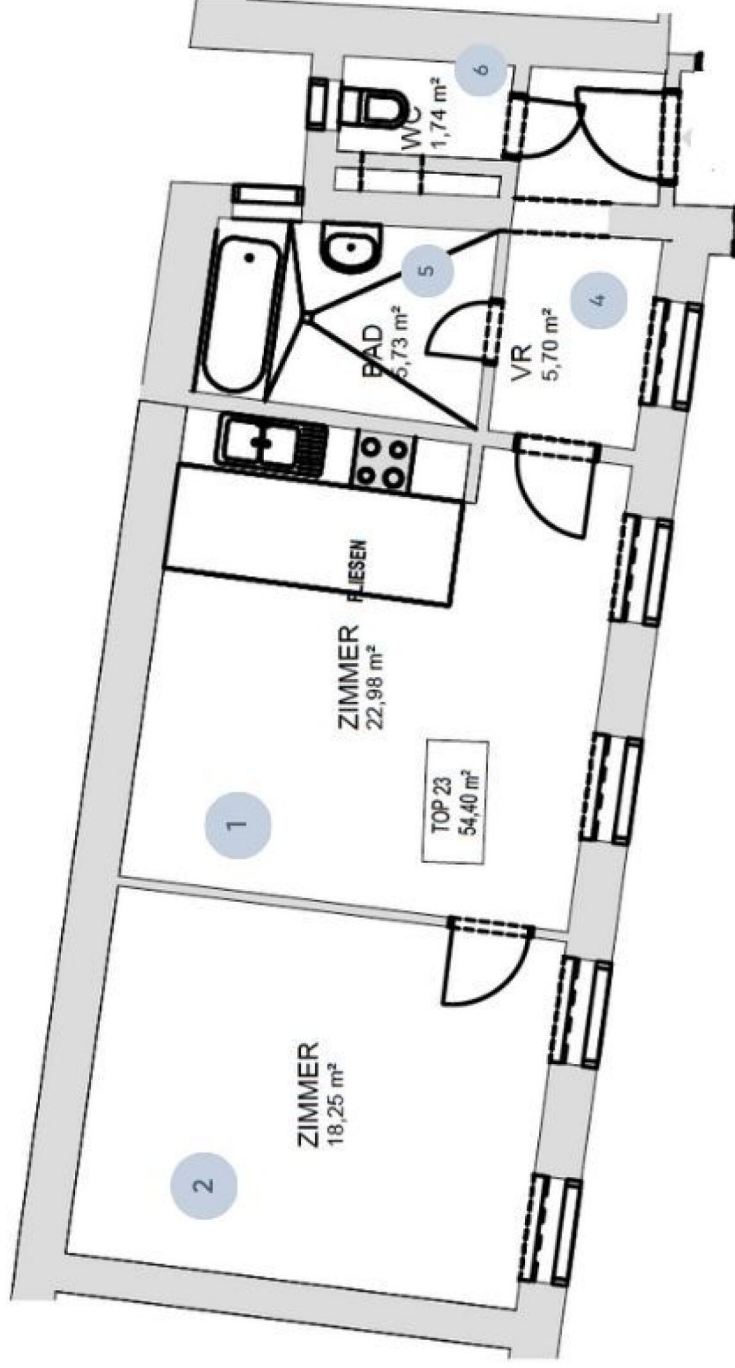 6
WC
1,74 m²
5
BAD
5,73 m²
4
VR
5,70 m²
FLIESEN
ZIMMER
22,98 m²
1
TOP 23
54,40 m²
ZIMMER
18,25 m²
2